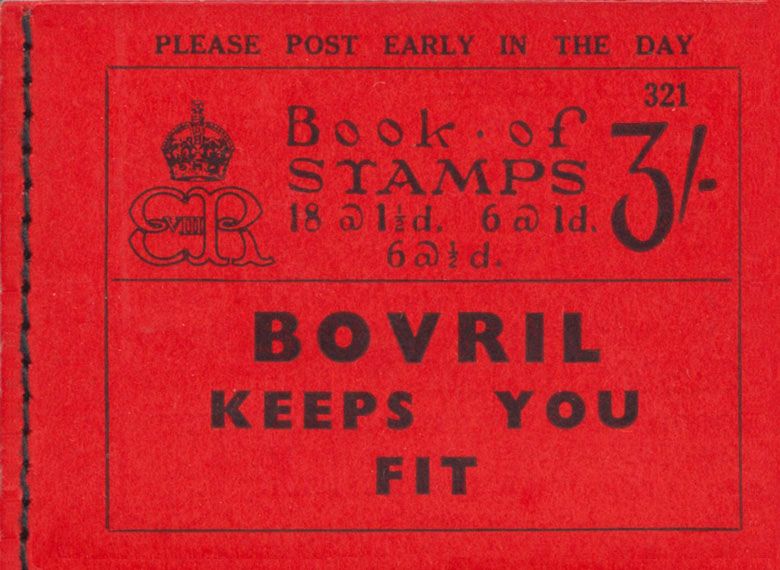 PLEASE POST EARLY IN THE DAY
321
Book · of
STAMPS
3/-
EVIIIR
18 @ 1½d. 6 @ 1d.
6 @ ½d.
BOVRIL
KEEPS YOU
FIT